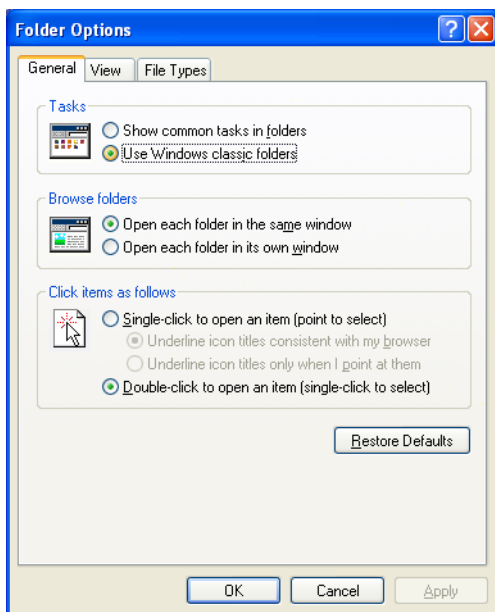 Folder Options
General View File Types
Tasks
Show common tasks in folders
Use Windows classic folders
Browse folders
Open each folder in the same window
Open each folder in its own window
Click items as follows
Single-click to open an item (point to select)
Underline icon titles consistent with my browser
Underline icon titles only when I point at them
Double-click to open an item (single-click to select)
Restore Defaults
OK Cancel Apply